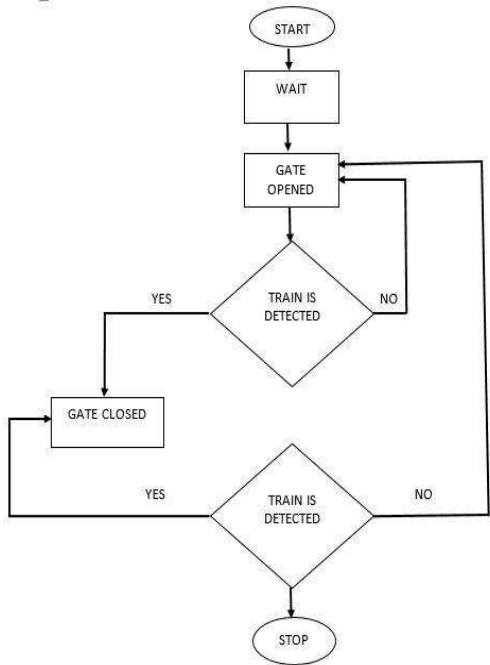 START
WAIT
GATE
OPENED
YES
TRAIN IS
DETECTED
NO
GATE CLOSED
YES
TRAIN IS
DETECTED
NO
STOP